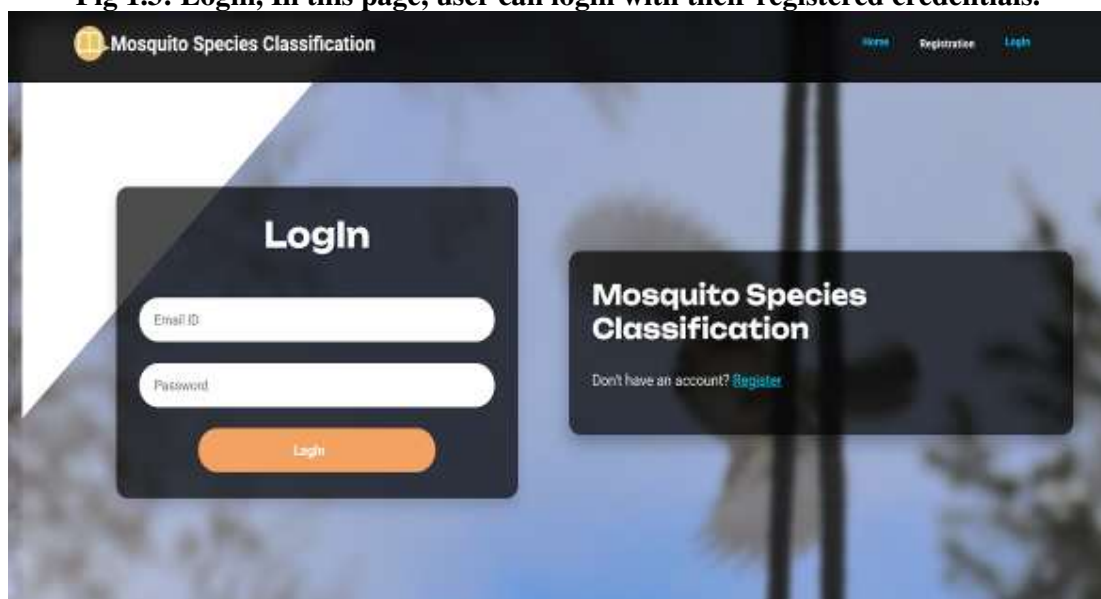 Fig 1.3: Login, In this page, user can login with their registered credentials.
Mosquito Species Classification
Home Registration Login
LogIn
Email ID
Password
LogIn
Mosquito Species
Classification
Don't have an account? Register